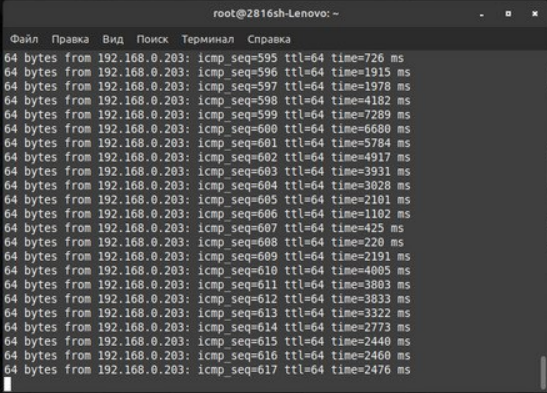 root@2816sh-Lenovo: ~
Файл Правка Вид Поиск Терминал Справка
64 bytes from 192.168.0.203: icmp_seq=595 ttl=64 time=726 ms
64 bytes from 192.168.0.203: icmp_seq=596 ttl=64 time=1915 ms
64 bytes from 192.168.0.203: icmp_seq=597 ttl=64 time=1978 ms
64 bytes from 192.168.0.203: icmp_seq=598 ttl=64 time=4182 ms
64 bytes from 192.168.0.203: icmp_seq=599 ttl=64 time=7289 ms
64 bytes from 192.168.0.203: icmp_seq=600 ttl=64 time=6680 ms
64 bytes from 192.168.0.203: icmp_seq=601 ttl=64 time=5784 ms
64 bytes from 192.168.0.203: icmp_seq=602 ttl=64 time=4917 ms
64 bytes from 192.168.0.203: icmp_seq=603 ttl=64 time=3931 ms
64 bytes from 192.168.0.203: icmp_seq=604 ttl=64 time=3028 ms
64 bytes from 192.168.0.203: icmp_seq=605 ttl=64 time=2101 ms
64 bytes from 192.168.0.203: icmp_seq=606 ttl=64 time=1102 ms
64 bytes from 192.168.0.203: icmp_seq=607 ttl=64 time=425 ms
64 bytes from 192.168.0.203: icmp_seq=608 ttl=64 time=220 ms
64 bytes from 192.168.0.203: icmp_seq=609 ttl=64 time=2191 ms
64 bytes from 192.168.0.203: icmp_seq=610 ttl=64 time=4005 ms
64 bytes from 192.168.0.203: icmp_seq=611 ttl=64 time=3803 ms
64 bytes from 192.168.0.203: icmp_seq=612 ttl=64 time=3833 ms
64 bytes from 192.168.0.203: icmp_seq=613 ttl=64 time=3322 ms
64 bytes from 192.168.0.203: icmp_seq=614 ttl=64 time=2773 ms
64 bytes from 192.168.0.203: icmp_seq=615 ttl=64 time=2440 ms
64 bytes from 192.168.0.203: icmp_seq=616 ttl=64 time=2460 ms
64 bytes from 192.168.0.203: icmp_seq=617 ttl=64 time=2476 ms